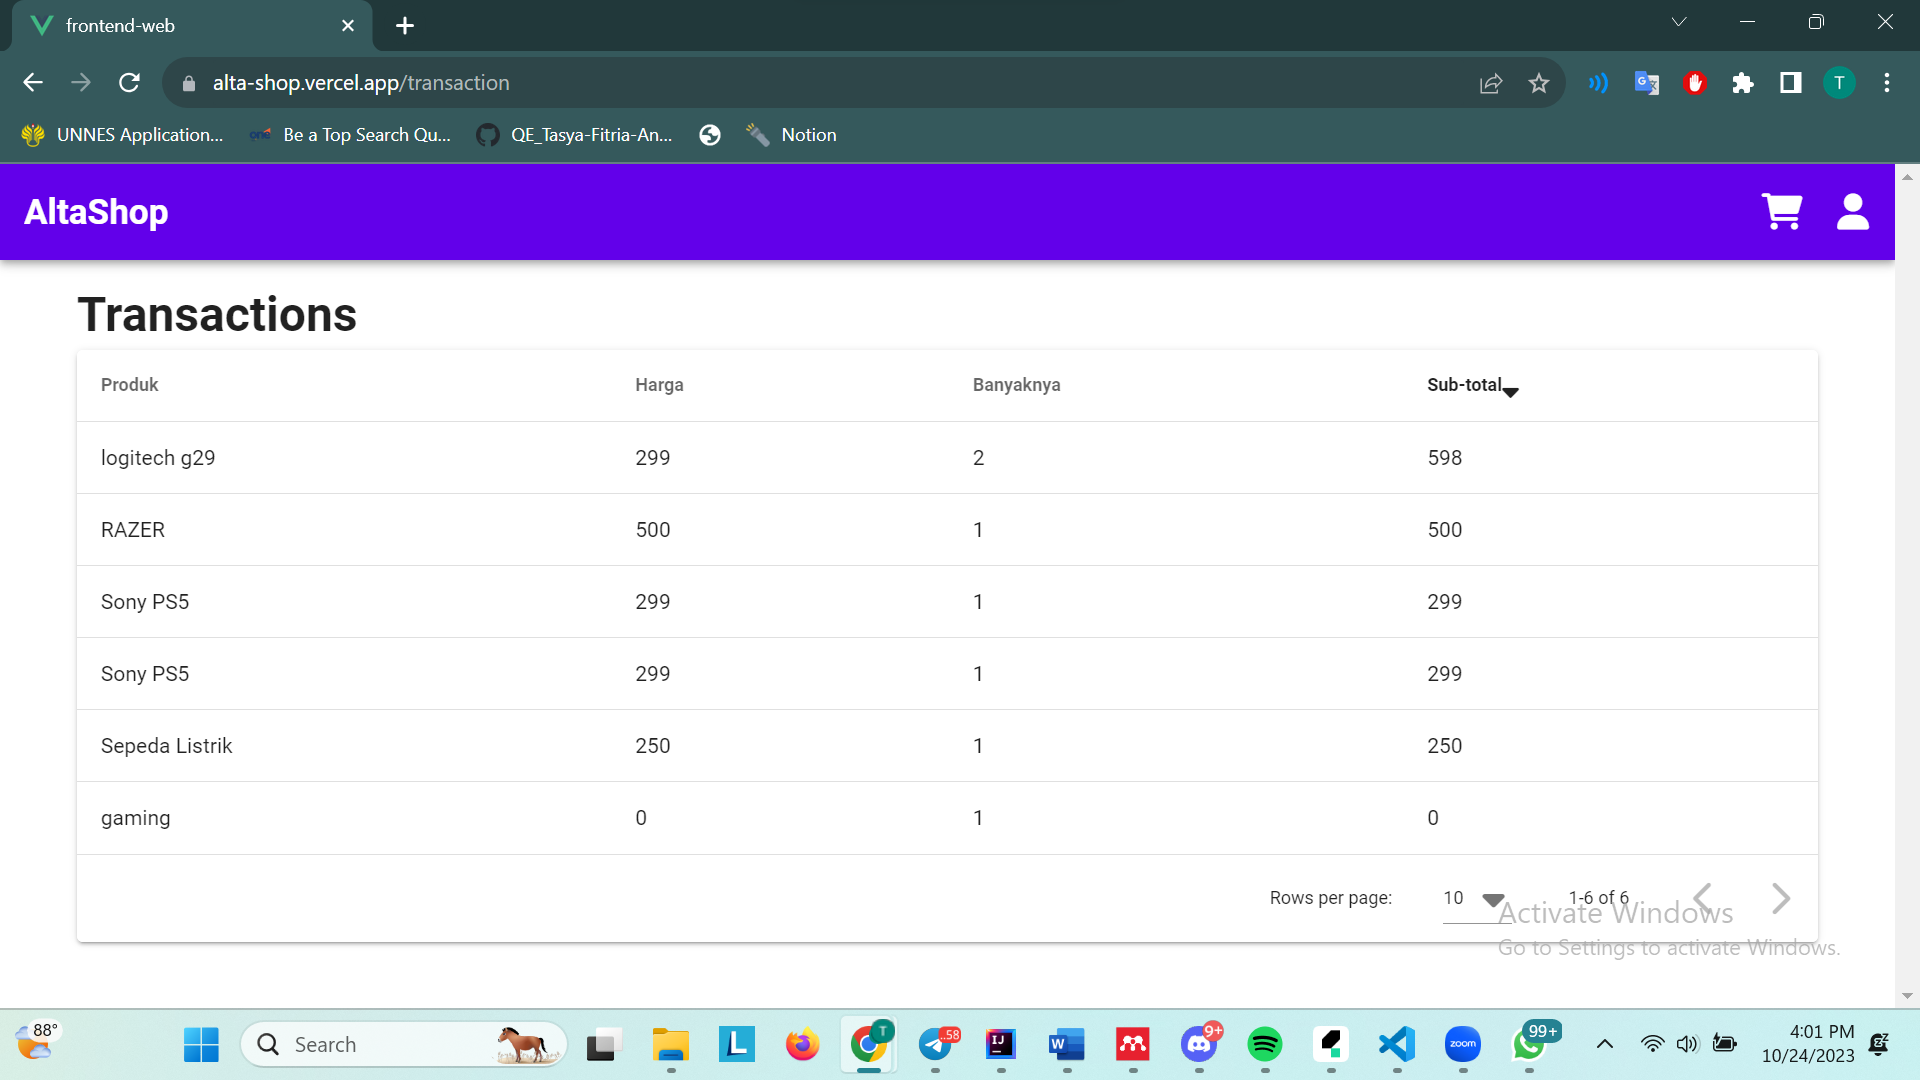 frontend-web
alta-shop.vercel.app/transaction
T
UNNES Application...
one
Be a Top Search Qu...
QE_Tasya-Fitria-An...
Notion
AltaShop
Transactions
Produk Harga Banyaknya Sub-total
logitech g29 299 2 598
RAZER 500 1 500
Sony PS5 299 1 299
Sony PS5 299 1 299
Sepeda Listrik 250 1 250
gaming 0 1 0
Rows per page: 10 1-6 of 6
Activate Windows
Go to Settings to activate Windows.
88°
Search
L
T
.58
IJ
W
9+
zoom
99+
4:01 PM
10/24/2023